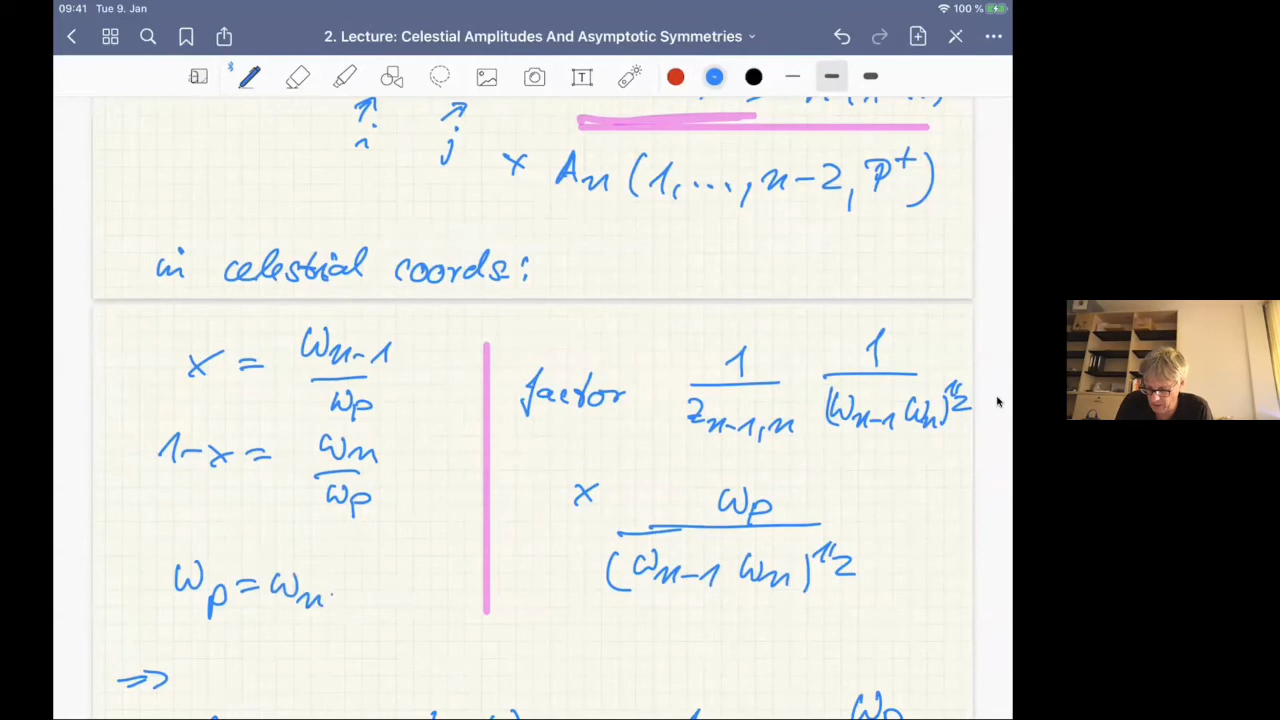 09:41 Tue 9. Jan
100 %
2. Lecture: Celestial Amplitudes And Asymptotic Symmetries
T
i j
× An (1, ..., n-2, P⁺)
in celestial coords:
x = ωn-1 / ωp
factor 1 / zn-1,n 1 / (ωn-1 ωn)^1/2
1-x = ωn / ωp
× ωp / (ωn-1 ωn)^1/2
ωp = ωn
⇒
ωp